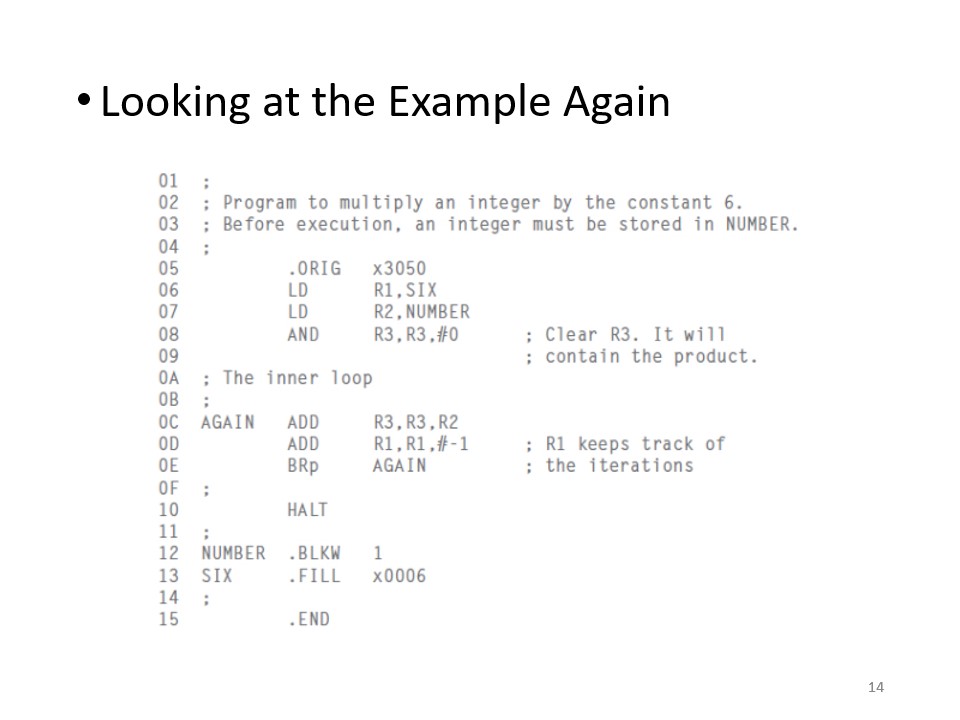 • Looking at the Example Again
01 ;
02 ; Program to multiply an integer by the constant 6.
03 ; Before execution, an integer must be stored in NUMBER.
04 ;
05 .ORIG x3050
06 LD R1,SIX
07 LD R2,NUMBER
08 AND R3,R3,#0 ; Clear R3. It will
09 ; contain the product.
0A ; The inner loop
0B ;
0C AGAIN ADD R3,R3,R2
0D ADD R1,R1,#-1 ; R1 keeps track of
0E BRp AGAIN ; the iterations
0F ;
10 HALT
11 ;
12 NUMBER .BLKW 1
13 SIX .FILL x0006
14 ;
15 .END
14